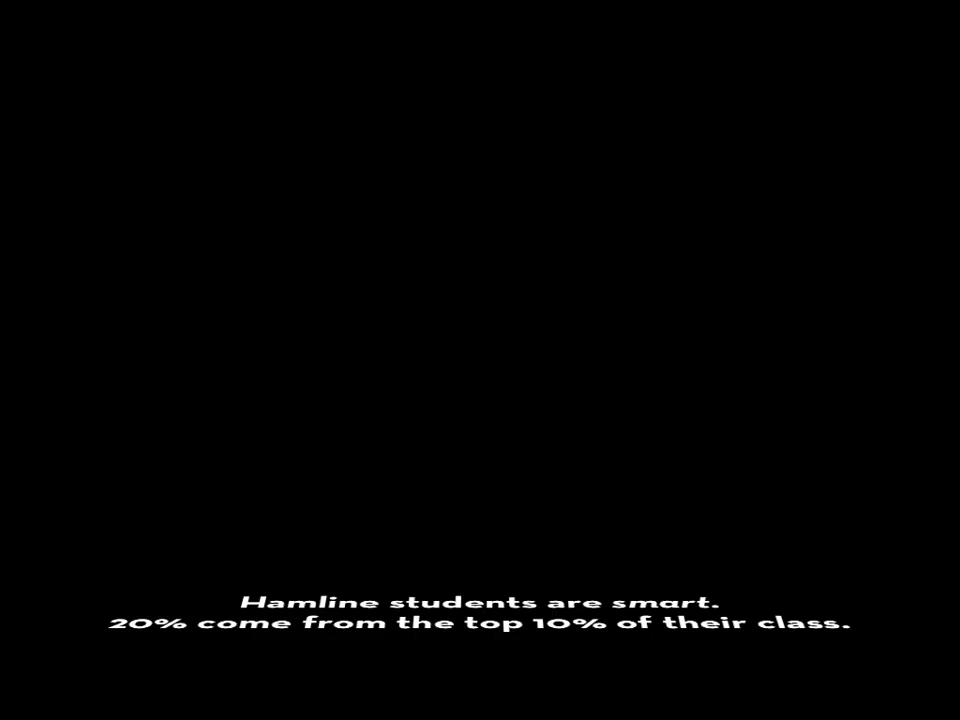 Hamline students are smart.
20% come from the top 10% of their class.